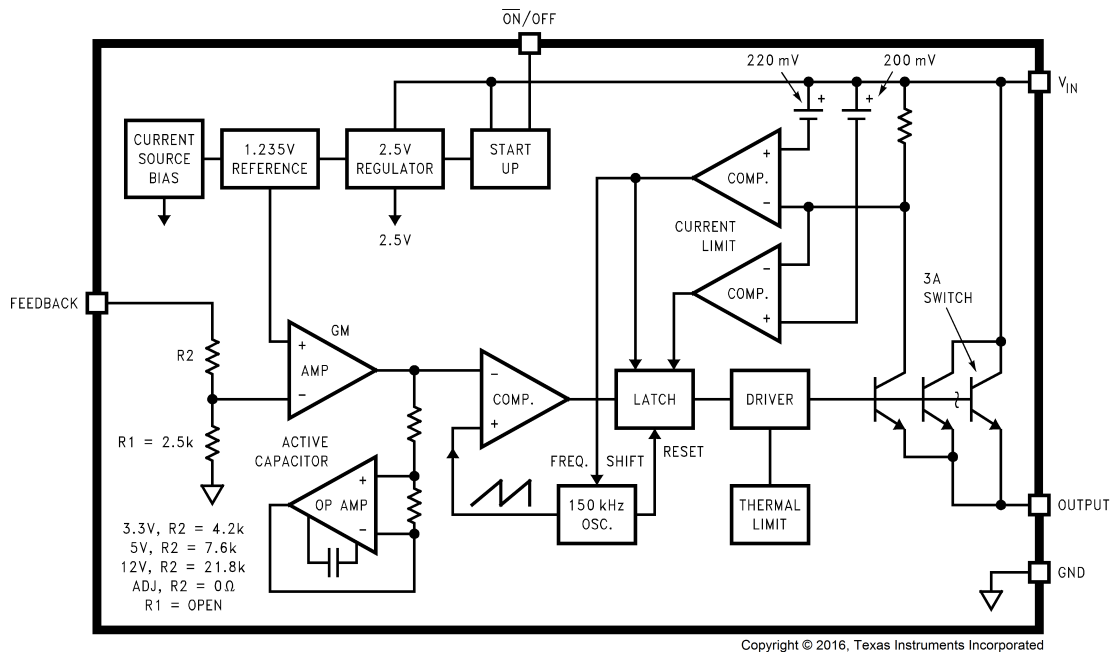 ON/OFF
220 mV
200 mV
VIN
CURRENT
SOURCE
BIAS
1.235V
REFERENCE
2.5V
REGULATOR
START
UP
+
+
+
COMP.
−
2.5V
CURRENT
LIMIT
−
COMP.
+
3A
SWITCH
FEEDBACK
GM
R2
+
AMP
−
−
COMP.
+
LATCH
DRIVER
R1 = 2.5k
ACTIVE
CAPACITOR
FREQ. SHIFT
RESET
+
OP AMP
−
150 kHz
OSC.
THERMAL
LIMIT
OUTPUT
3.3V, R2 = 4.2k
5V, R2 = 7.6k
12V, R2 = 21.8k
ADJ, R2 = 0Ω
R1 = OPEN
GND
Copyright © 2016, Texas Instruments Incorporated